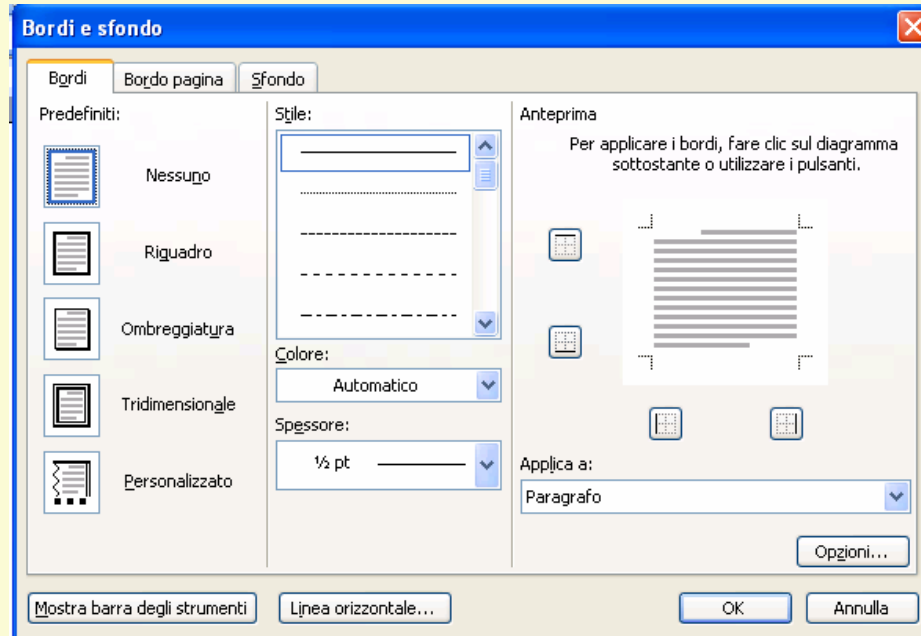 Bordi e sfondo
Bordi
Bordo pagina
Sfondo
Predefiniti:
Nessuno
Riquadro
Ombreggiatura
Tridimensionale
Personalizzato
Stile:
Colore:
Automatico
Spessore:
½ pt
Anteprima
Per applicare i bordi, fare clic sul diagramma
sottostante o utilizzare i pulsanti.
Applica a:
Paragrafo
Opzioni...
Mostra barra degli strumenti
Linea orizzontale...
OK
Annulla